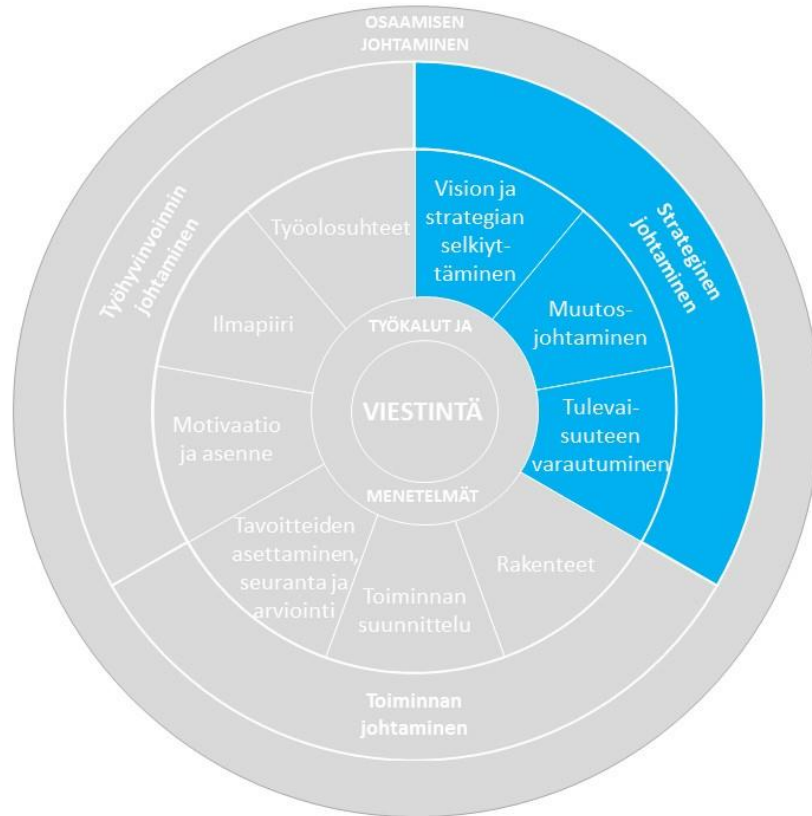 OSAAMISEN
JOHTAMINEN
Strateginen
johtaminen
Vision ja
strategian
selkiyt-
täminen
Muutos-
johtaminen
Tulevai-
suuteen
varautuminen
Toiminnan
johtaminen
Rakenteet
Toiminnan
suunnittelu
Tavoitteiden
asettaminen,
seuranta ja
arviointi
Työhyvinvoinnin
johtaminen
Motivaatio
ja asenne
Ilmapiiri
Työolosuhteet
TYÖKALUT JA
VIESTINTÄ
MENETELMÄT